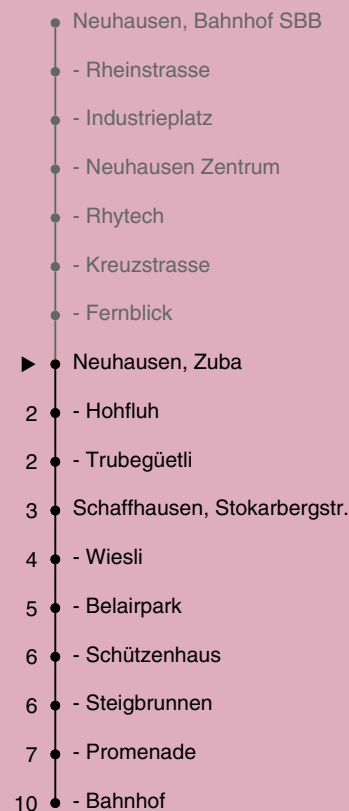 Neuhausen, Bahnhof SBB
- Rheinstrasse
- Industrieplatz
- Neuhausen Zentrum
- Rhytech
- Kreuzstrasse
- Fernblick
Neuhausen, Zuba
2 - Hohfluh
2 - Trubegüetli
3 Schaffhausen, Stokarbergstr.
4 - Wiesli
5 - Belairpark
6 - Schützenhaus
6 - Steigbrunnen
7 - Promenade
10 - Bahnhof